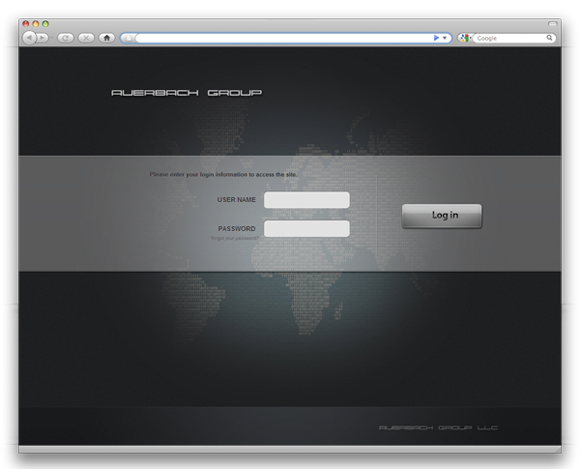 Google
AUERBACH GROUP
Please enter your login information to access the site.
USER NAME
PASSWORD
Forgot your password?
Log in
AUERBACH GROUP LLC